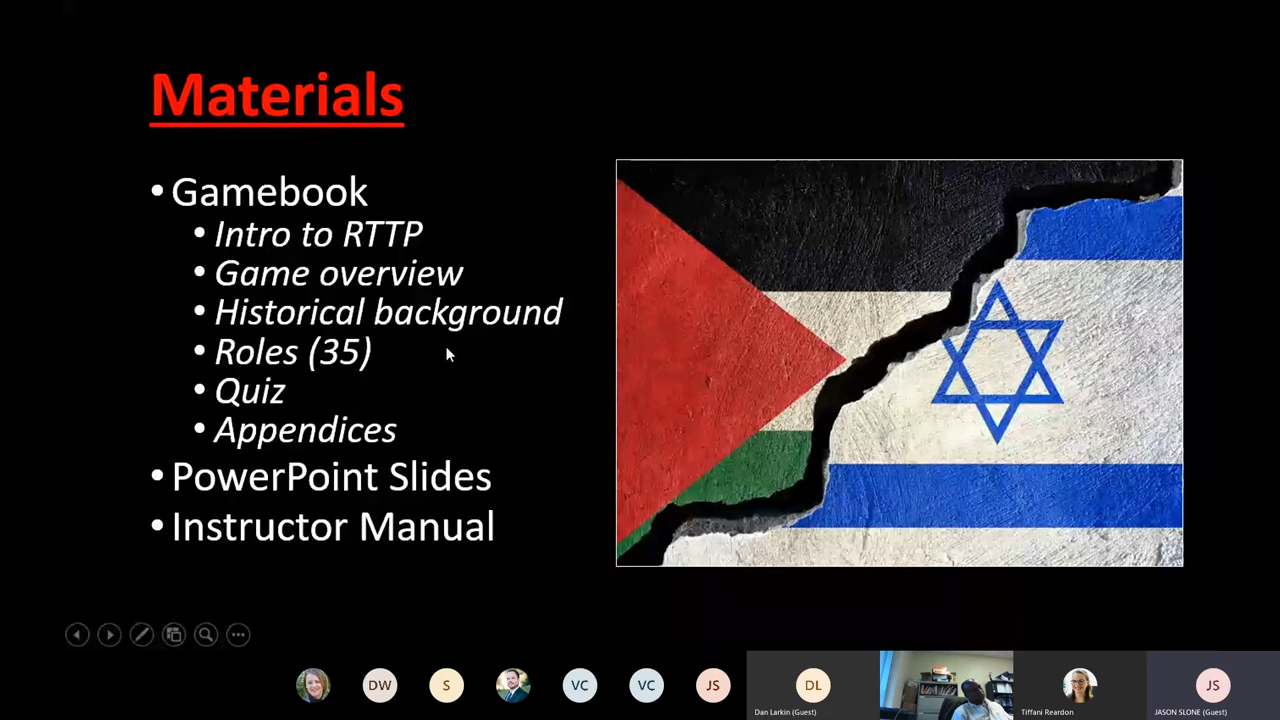 Materials
• Gamebook
• Intro to RTTP
• Game overview
• Historical background
• Roles (35)
• Quiz
• Appendices
• PowerPoint Slides
• Instructor Manual
DW
S
VC
VC
JS
DL
JS
Dan Larkin (Guest)
Tiffani Reardon
JASON SLONE (Guest)